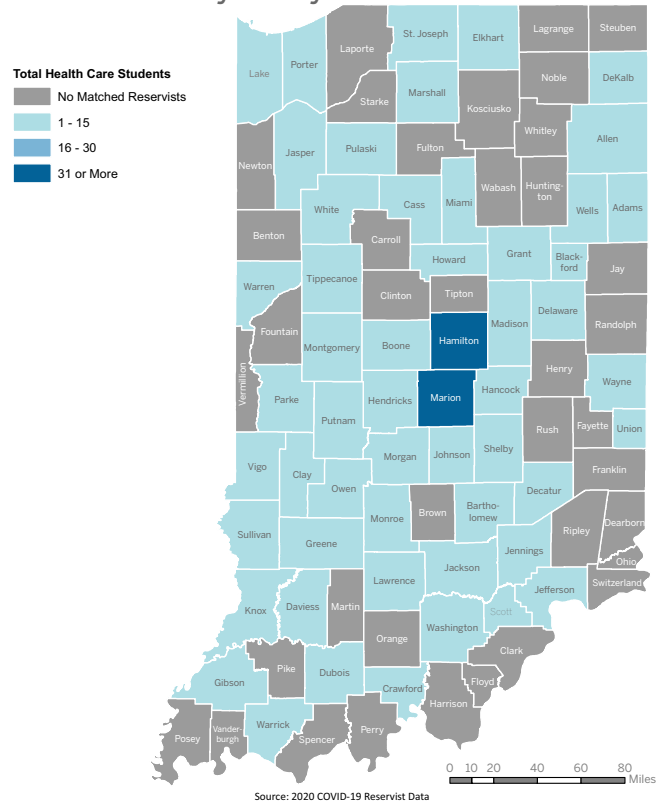 Total Health Care Students
No Matched Reservists
1 - 15
16 - 30
31 or More
St. Joseph
Elkhart
Lagrange
Steuben
Laporte
Porter
Lake
Noble
DeKalb
Marshall
Starke
Kosciusko
Whitley
Allen
Jasper
Pulaski
Fulton
Newton
Wabash
Hunting-
ton
White
Cass
Miami
Wells
Adams
Benton
Carroll
Howard
Grant
Black-
ford
Jay
Warren
Tippecanoe
Clinton
Tipton
Madison
Delaware
Randolph
Fountain
Montgomery
Boone
Hamilton
Henry
Vermillion
Parke
Putnam
Hendricks
Marion
Hancock
Wayne
Rush
Fayette
Union
Morgan
Johnson
Shelby
Franklin
Vigo
Clay
Owen
Decatur
Monroe
Brown
Bartho-
lomew
Ripley
Dearborn
Sullivan
Greene
Jennings
Ohio
Jackson
Lawrence
Switzerland
Jefferson
Knox
Daviess
Martin
Scott
Washington
Orange
Clark
Pike
Dubois
Gibson
Floyd
Crawford
Harrison
Warrick
Perry
Posey
Vander-
burgh
Spencer
0 10 20 40 60 80
Miles
Source: 2020 COVID-19 Reservist Data